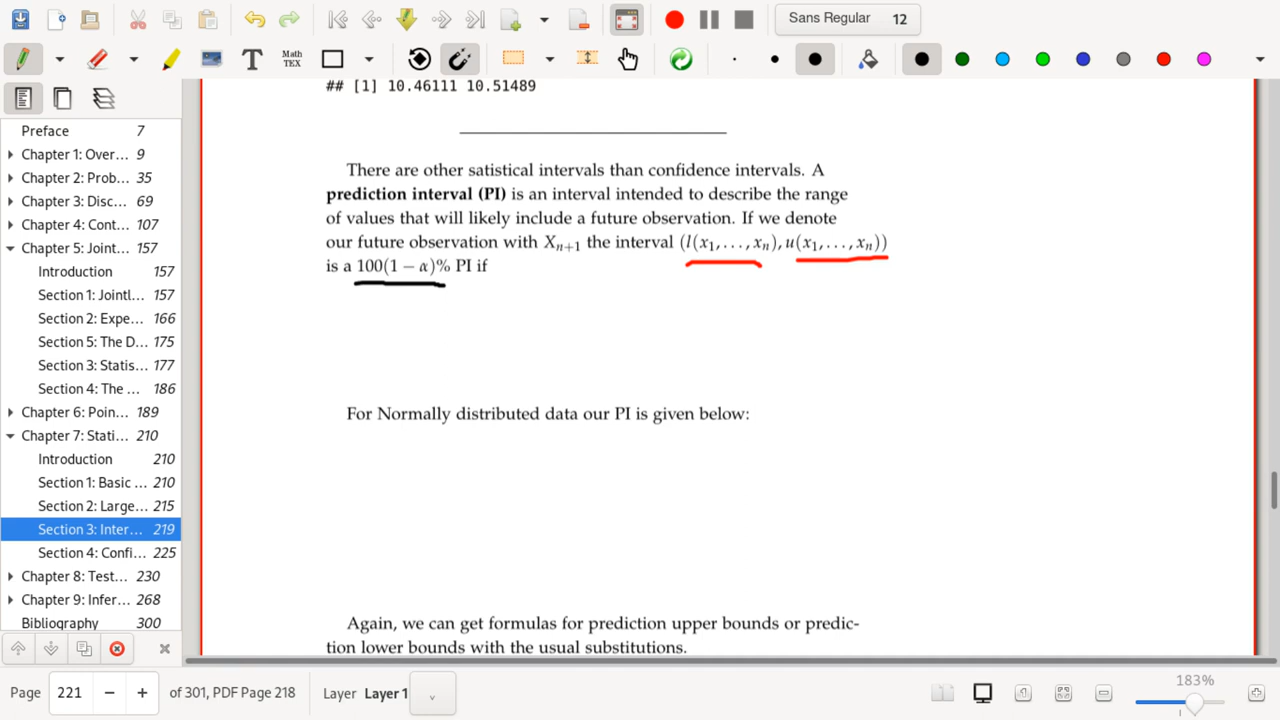 Sans Regular 12
Math
TEX
Preface 7
Chapter 1: Over... 9
Chapter 2: Prob... 35
Chapter 3: Disc... 69
Chapter 4: Cont... 107
Chapter 5: Joint... 157
Introduction 157
Section 1: Jointl... 157
Section 2: Expe... 166
Section 5: The D... 175
Section 3: Statis... 177
Section 4: The ... 186
Chapter 6: Poin... 189
Chapter 7: Stati... 210
Introduction 210
Section 1: Basic ... 210
Section 2: Large... 215
Section 3: Inter... 219
Section 4: Confi... 225
Chapter 8: Test... 230
Chapter 9: Infer... 268
Bibliography 300
## [1] 10.46111 10.51489
There are other satistical intervals than confidence intervals. A
prediction interval (PI) is an interval intended to describe the range
of values that will likely include a future observation. If we denote
our future observation with Xₙ₊₁ the interval (l(x₁, . . . , xₙ), u(x₁, . . . , xₙ))
is a 100(1 − α)% PI if
For Normally distributed data our PI is given below:
Again, we can get formulas for prediction upper bounds or predic-
tion lower bounds with the usual substitutions.
Page 221 of 301, PDF Page 218 Layer Layer 1 183%